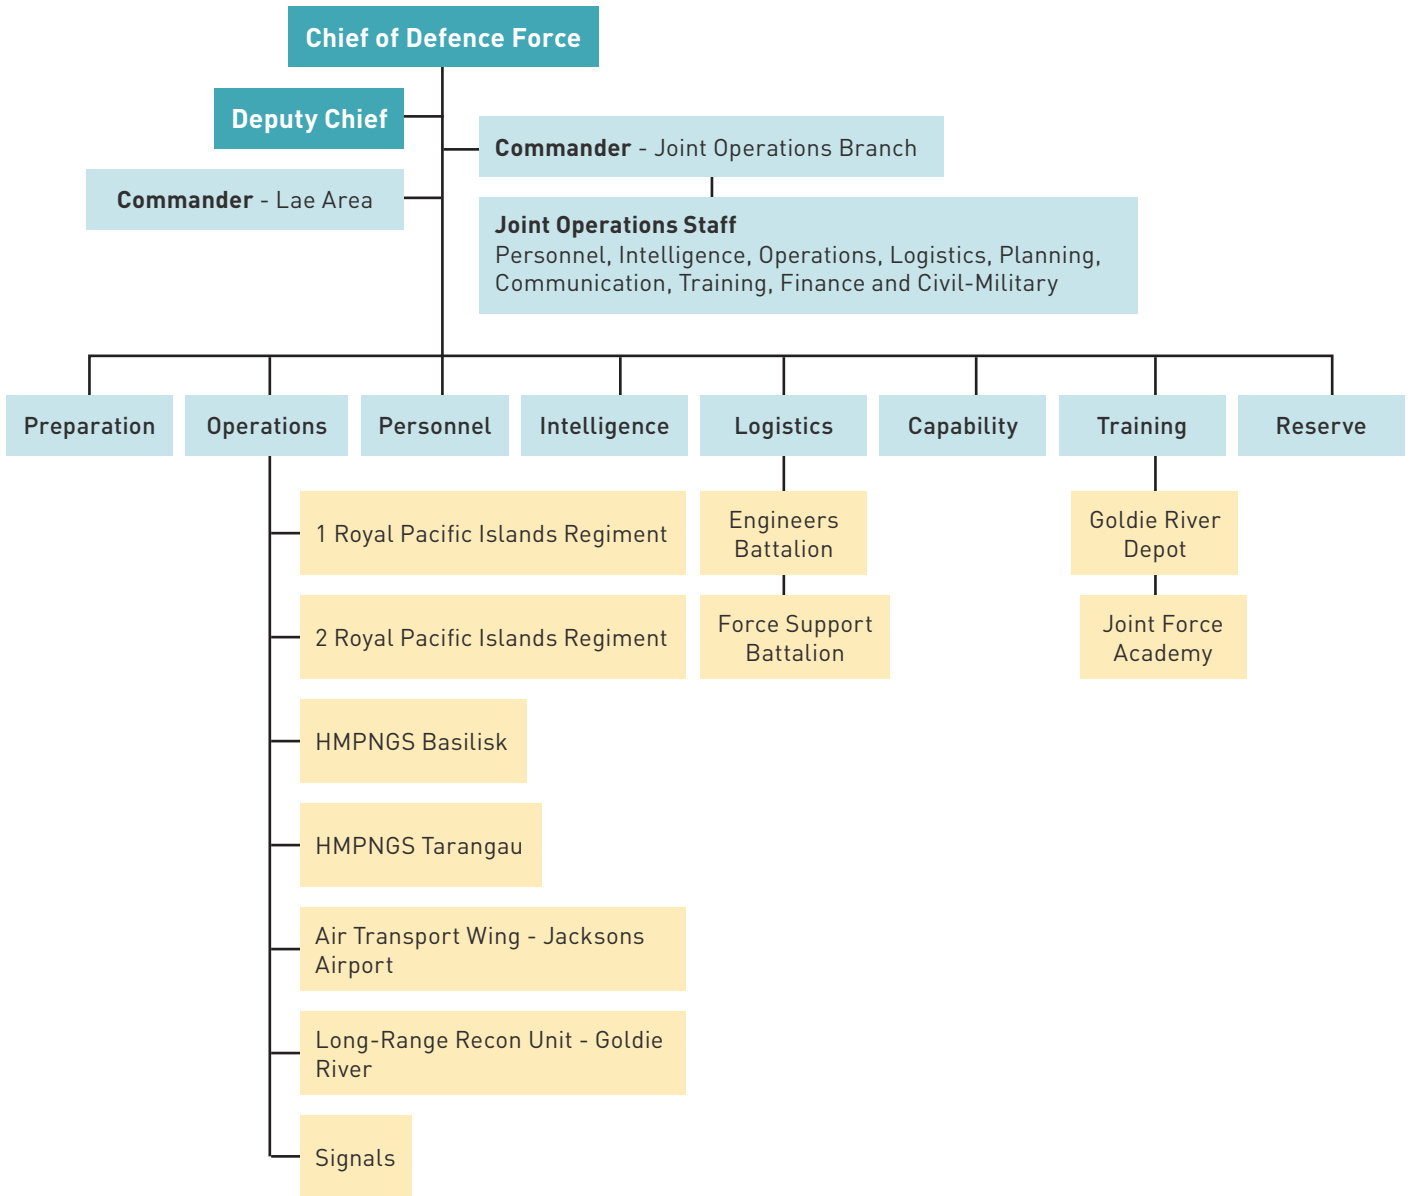 Chief of Defence Force
Deputy Chief
Commander - Joint Operations Branch
Commander - Lae Area
Joint Operations Staff
Personnel, Intelligence, Operations, Logistics, Planning,
Communication, Training, Finance and Civil-Military
Preparation
Operations
Personnel
Intelligence
Logistics
Capability
Training
Reserve
1 Royal Pacific Islands Regiment
2 Royal Pacific Islands Regiment
HMPNGS Basilisk
HMPNGS Tarangau
Air Transport Wing - Jacksons
Airport
Long-Range Recon Unit - Goldie
River
Signals
Engineers
Battalion
Force Support
Battalion
Goldie River
Depot
Joint Force
Academy